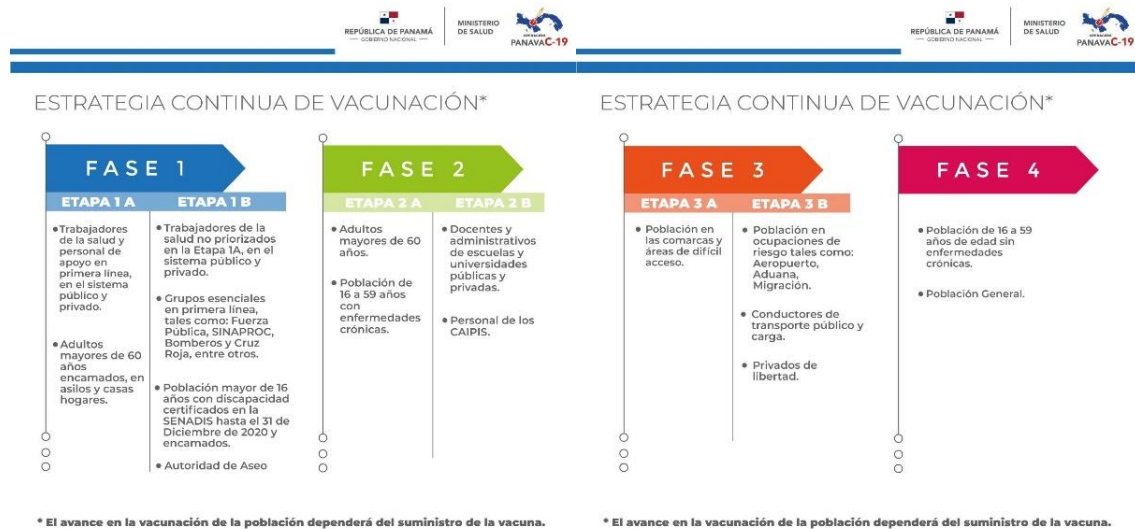 REPÚBLICA DE PANAMÁ
— GOBIERNO NACIONAL —
MINISTERIO
DE SALUD
PANAVAC-19
ESTRATEGIA CONTINUA DE VACUNACIÓN*
FASE 1
ETAPA 1 A
• Trabajadores
de la salud y
personal de
apoyo en
primera línea,
en el sistema
público y
privado.
• Adultos
mayores de 60
años
encamados, en
asilos y casas
hogares.
ETAPA 1 B
• Trabajadores de la
salud no priorizados
en la Etapa 1A, en el
sistema público y
privado.
• Grupos esenciales
en primera línea,
tales como: Fuerza
Pública, SINAPROC,
Bomberos y Cruz
Roja, entre otros.
• Población mayor de 16
años con discapacidad
certificados en la
SENADIS hasta el 31 de
Diciembre de 2020 y
encamados.
• Autoridad de Aseo
FASE 2
ETAPA 2 A
• Adultos
mayores de 60
años.
• Población de
16 a 59 años
con
enfermedades
crónicas.
ETAPA 2 B
• Docentes y
administrativos
de escuelas y
universidades
públicas y
privadas.
• Personal de los
CAIPIS.
* El avance en la vacunación de la población dependerá del suministro de la vacuna.
REPÚBLICA DE PANAMÁ
— GOBIERNO NACIONAL —
MINISTERIO
DE SALUD
PANAVAC-19
ESTRATEGIA CONTINUA DE VACUNACIÓN*
FASE 3
ETAPA 3 A
• Población en
las comarcas y
áreas de difícil
acceso.
ETAPA 3 B
• Población en
ocupaciones de
riesgo tales como:
Aeropuerto,
Aduana,
Migración.
• Conductores de
transporte público y
carga.
• Privados de
libertad.
FASE 4
• Población de 16 a 59
años de edad sin
enfermedades
crónicas.
• Población General.
* El avance en la vacunación de la población dependerá del suministro de la vacuna.